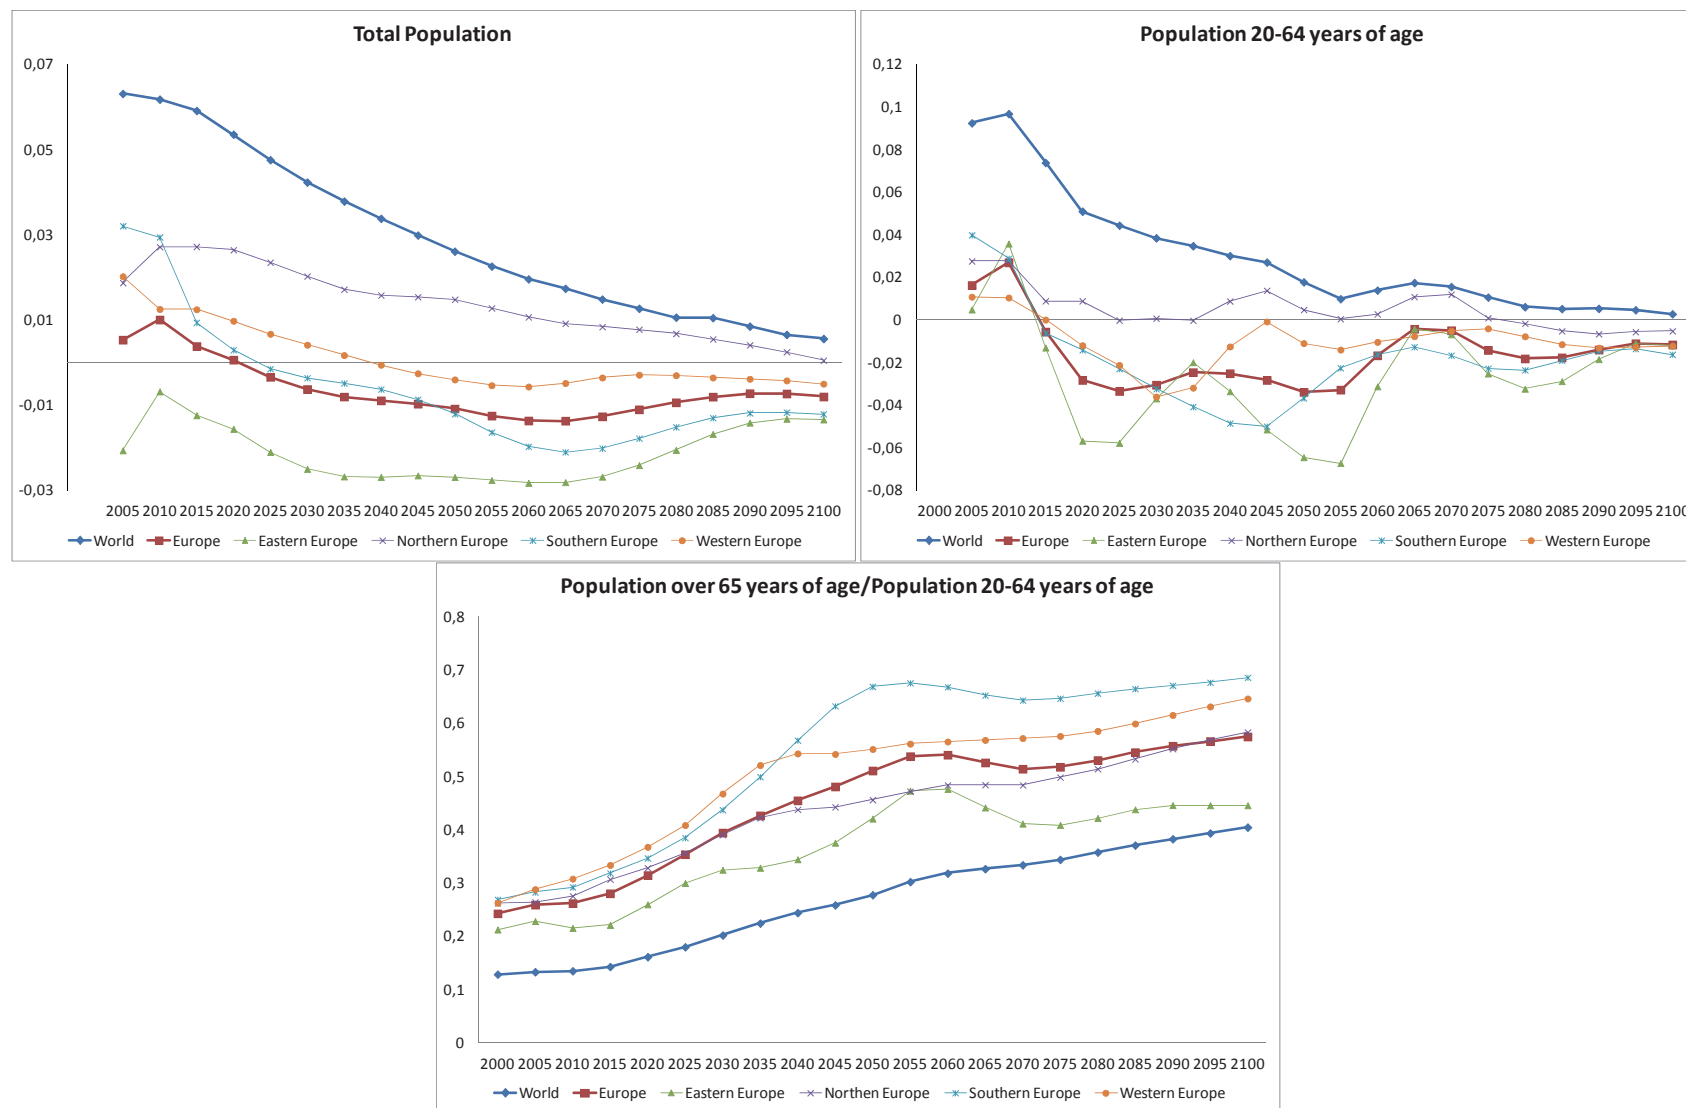 Total Population
0,07
0,05
0,03
0,01
-0,01
-0,03
2005 2010 2015 2020 2025 2030 2035 2040 2045 2050 2055 2060 2065 2070 2075 2080 2085 2090 2095 2100
World Europe Eastern Europe Northern Europe Southern Europe Western Europe
Population 20-64 years of age
0,12
0,1
0,08
0,06
0,04
0,02
0
-0,02
-0,04
-0,06
-0,08
2000 2005 2010 2015 2020 2025 2030 2035 2040 2045 2050 2055 2060 2065 2070 2075 2080 2085 2090 2095 2100
World Europe Eastern Europe Northern Europe Southern Europe Western Europe
Population over 65 years of age/Population 20-64 years of age
0,8
0,7
0,6
0,5
0,4
0,3
0,2
0,1
0
2000 2005 2010 2015 2020 2025 2030 2035 2040 2045 2050 2055 2060 2065 2070 2075 2080 2085 2090 2095 2100
World Europe Eastern Europe Northen Europe Southern Europe Western Europe